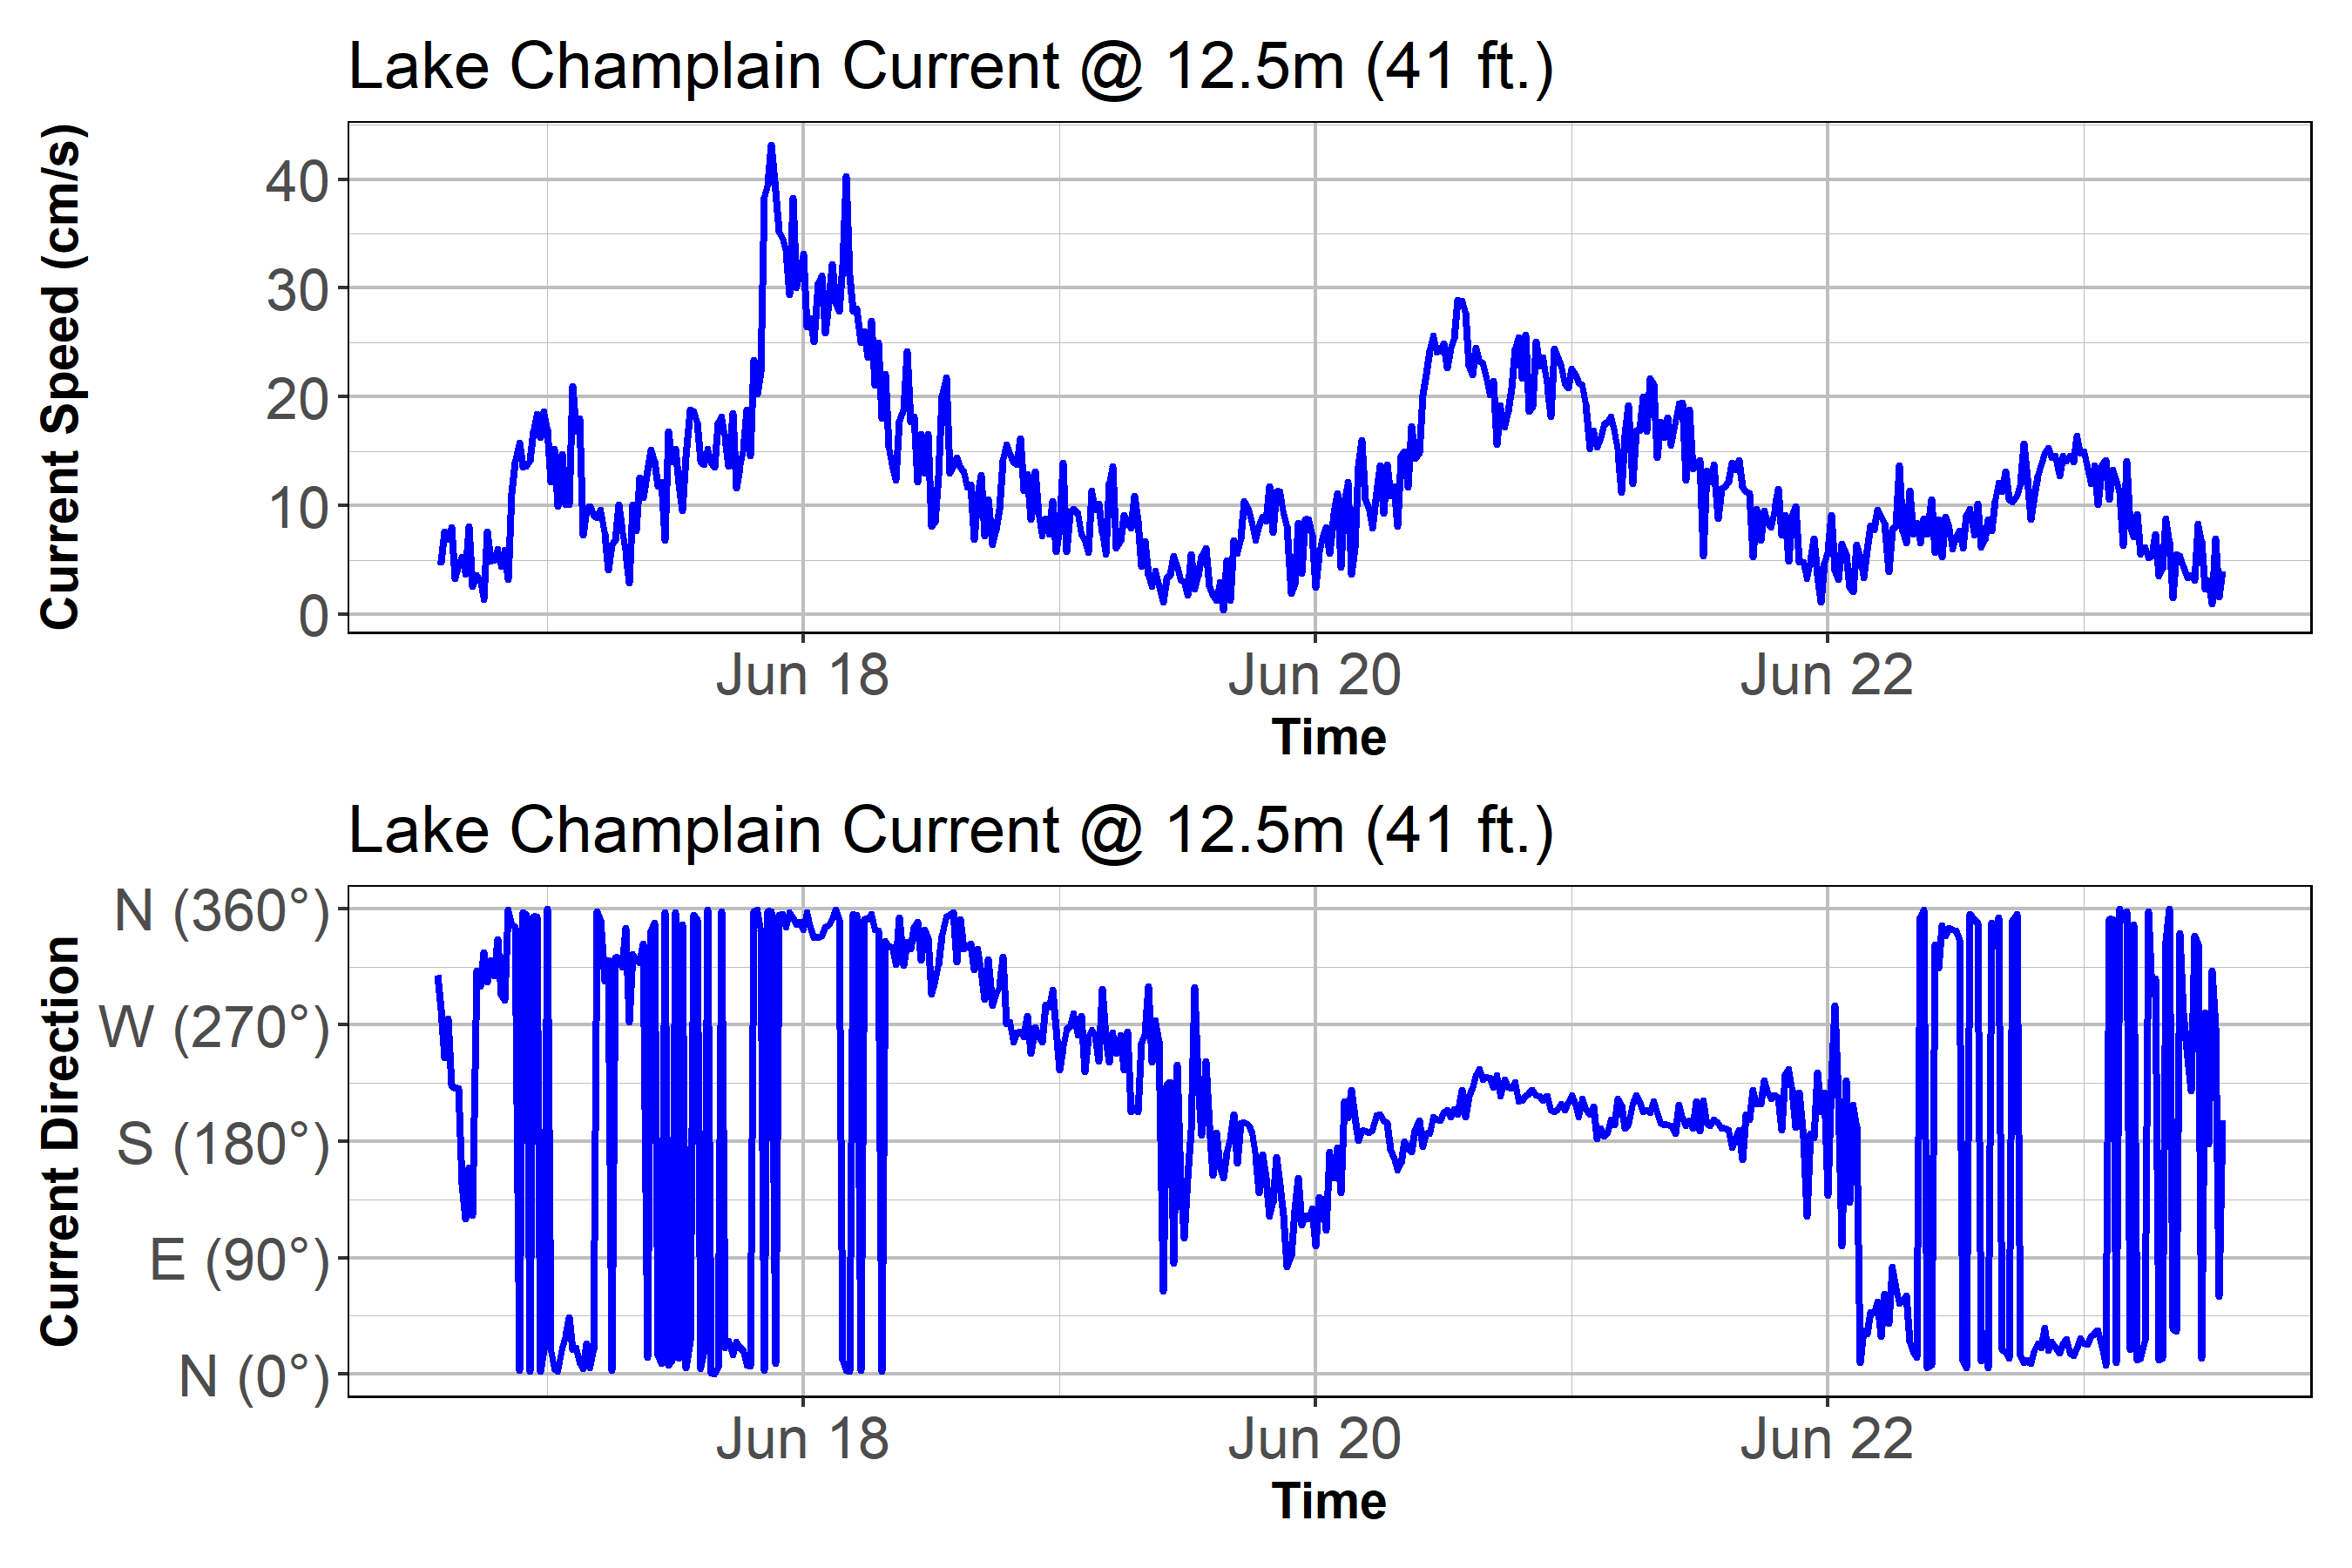 Lake Champlain Current @ 12.5m (41 ft.)
Current Speed (cm/s)
40
30
20
10
0
Jun 18
Jun 20
Jun 22
Time
Lake Champlain Current @ 12.5m (41 ft.)
Current Direction
N (360°)
W (270°)
S (180°)
E (90°)
N (0°)
Jun 18
Jun 20
Jun 22
Time